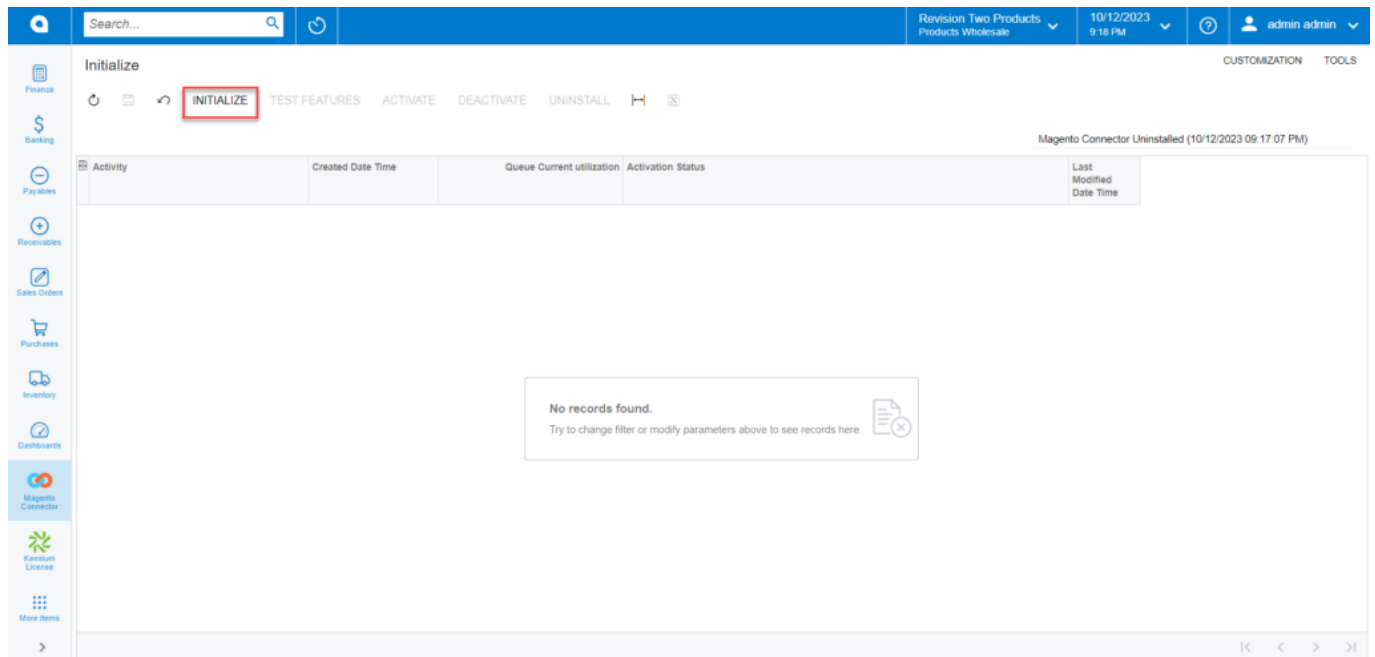 Search...
Revision Two Products
Products Wholesale
10/12/2023
9:18 PM
admin admin
Initialize
CUSTOMIZATION TOOLS
INITIALIZE TEST FEATURES ACTIVATE DEACTIVATE UNINSTALL
Magento Connector Uninstalled (10/12/2023 09:17:07 PM)
Activity
Created Date Time
Queue Current utilization
Activation Status
Last
Modified
Date Time
No records found.
Try to change filter or modify parameters above to see records here.
Finance
Banking
Payables
Receivables
Sales Orders
Purchases
Inventory
Dashboards
Magento
Connector
Kensium
License
More Items